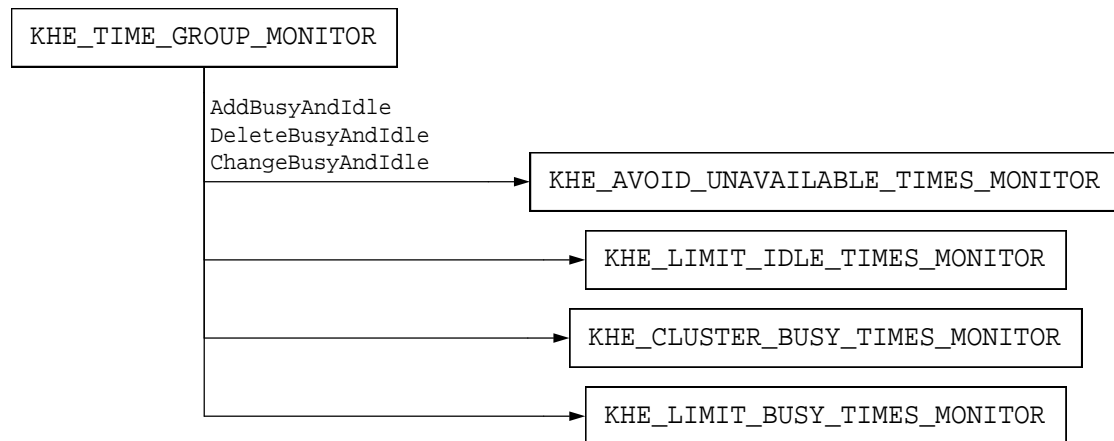 KHE_TIME_GROUP_MONITOR
AddBusyAndIdle
DeleteBusyAndIdle
ChangeBusyAndIdle
KHE_AVOID_UNAVAILABLE_TIMES_MONITOR
KHE_LIMIT_IDLE_TIMES_MONITOR
KHE_CLUSTER_BUSY_TIMES_MONITOR
KHE_LIMIT_BUSY_TIMES_MONITOR